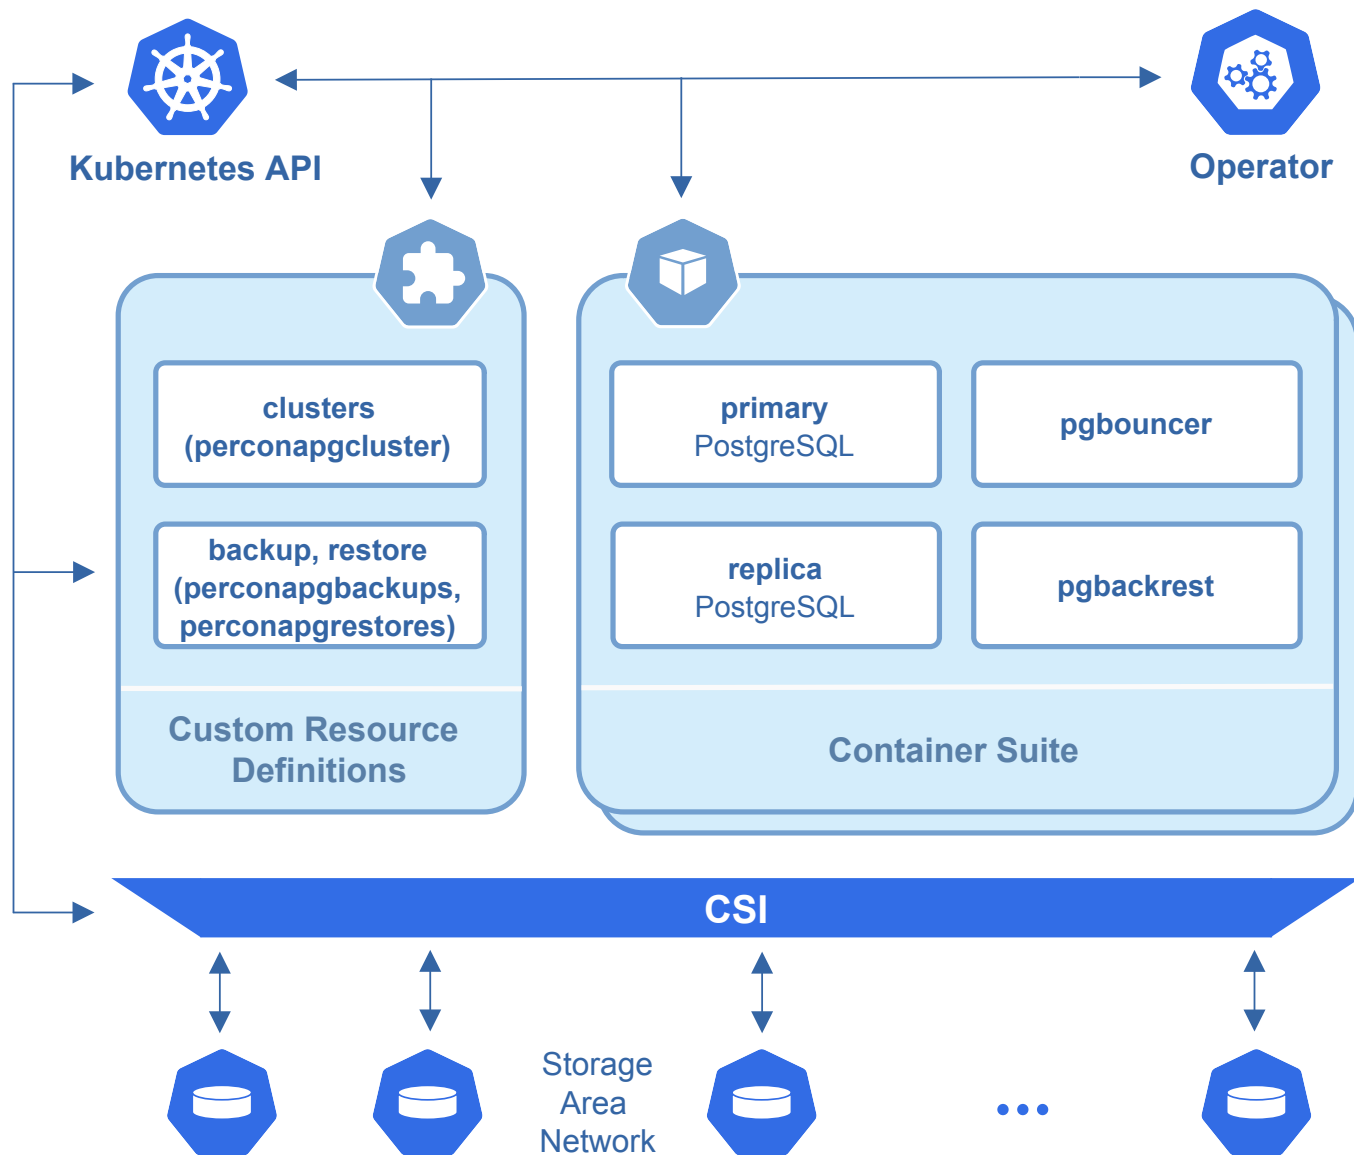 Kubernetes API
Operator
clusters
(perconapgcluster)
backup, restore
(perconapgbackups,
perconapgrestores)
Custom Resource
Definitions
primary
PostgreSQL
pgbouncer
replica
PostgreSQL
pgbackrest
Container Suite
CSI
Storage
Area
Network
...